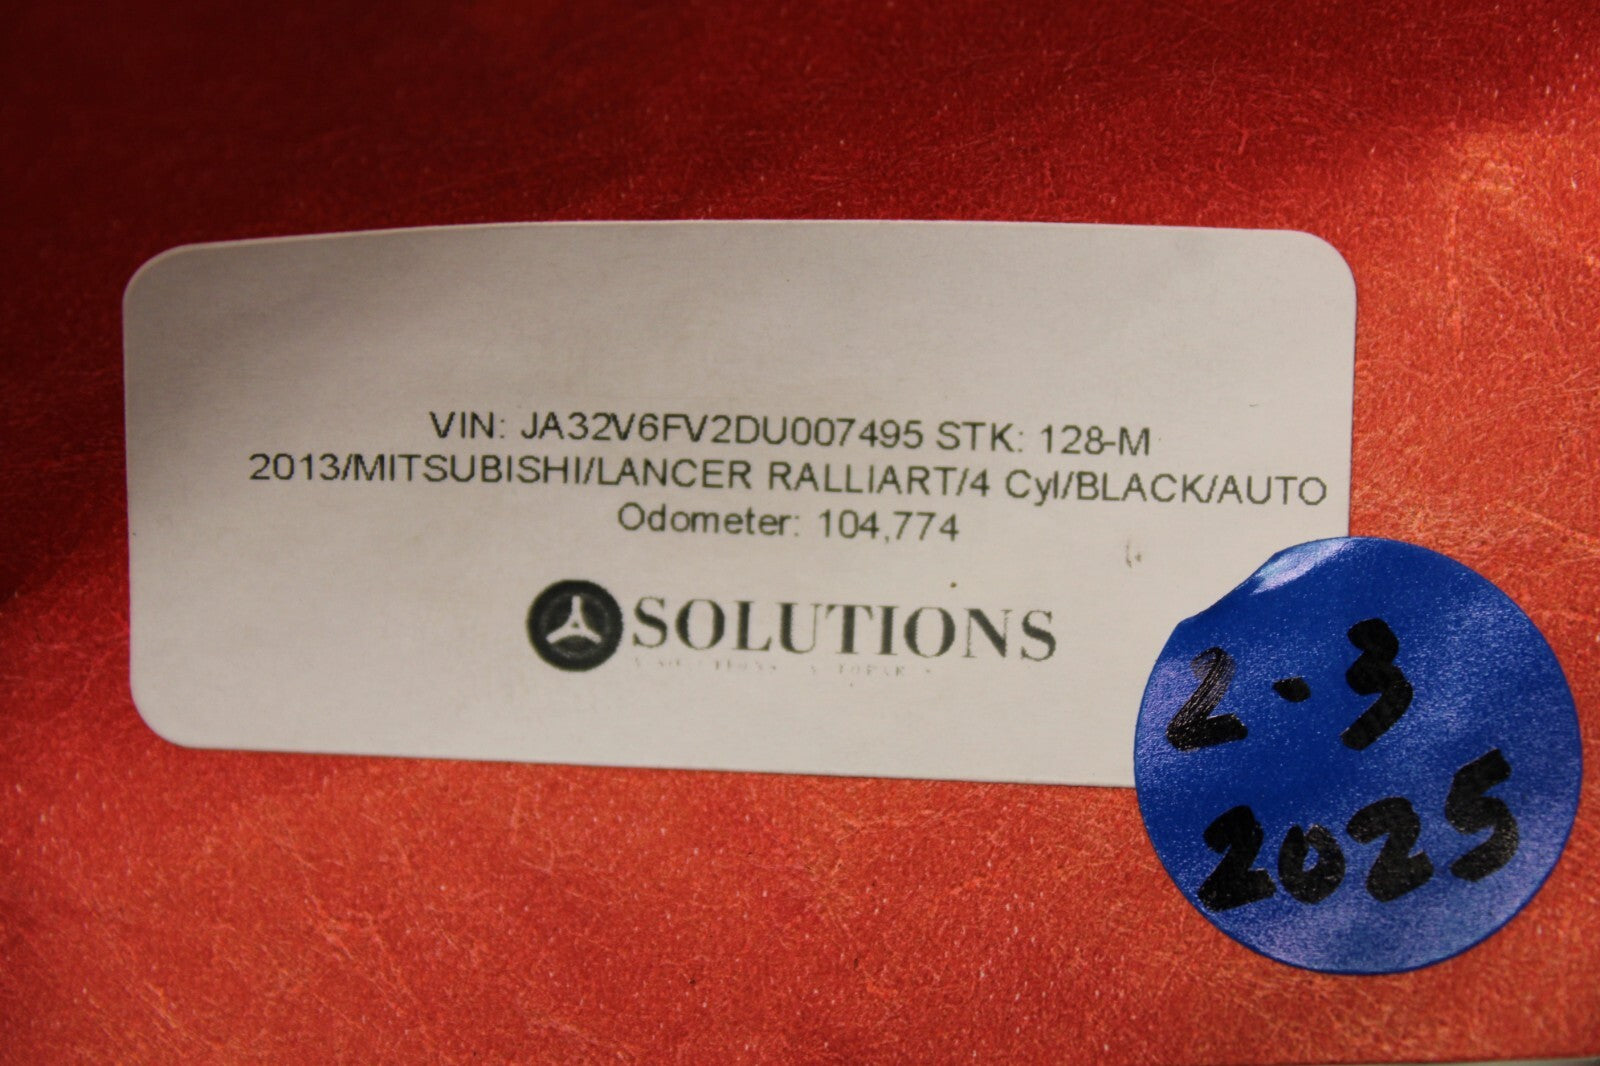 VIN: JA32V6FV2DU007495 STK: 128-M
2013/MITSUBISHI/LANCER RALLIART/4 Cyl/BLACK/AUTO
Odometer: 104,774
SOLUTIONS
2.3
2025